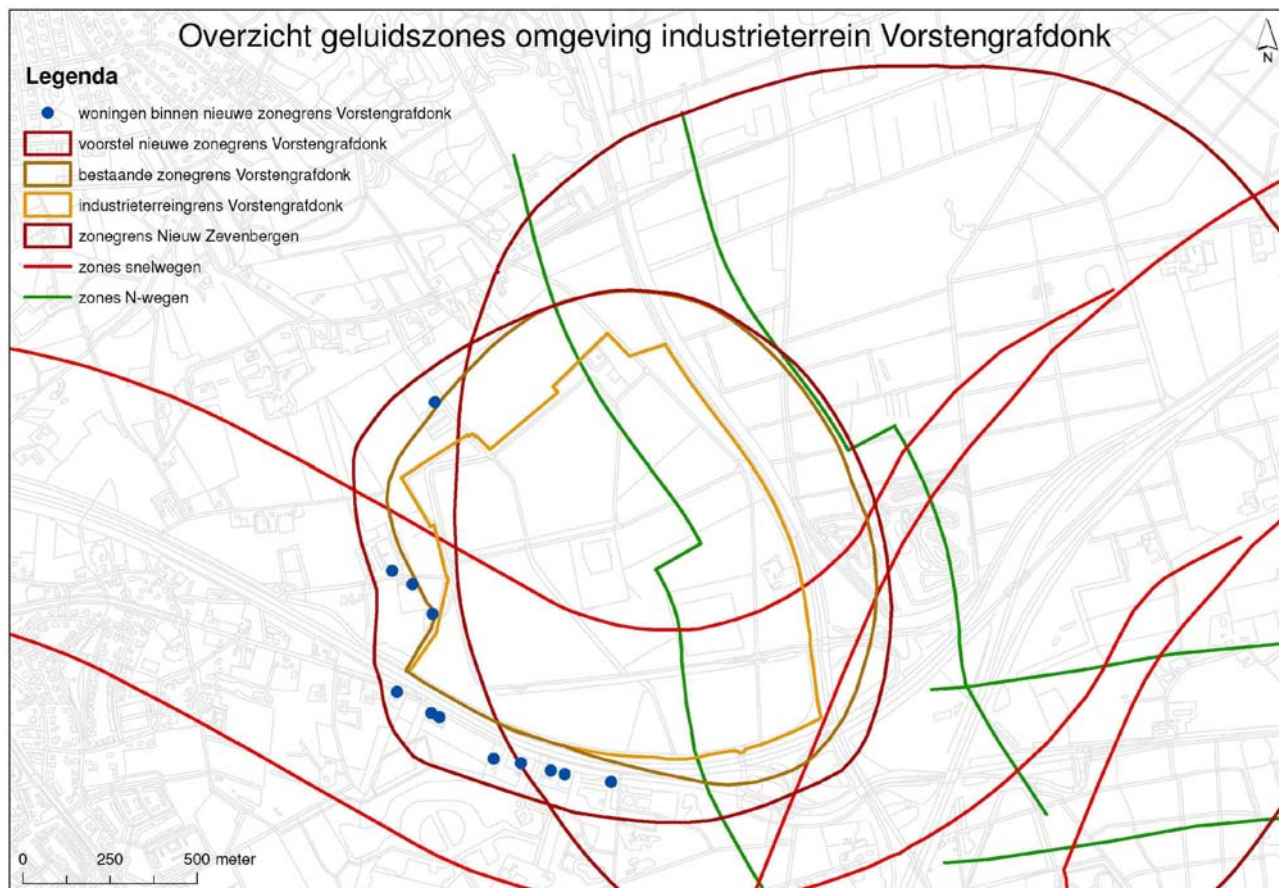 Overzicht geluidszones omgeving industrieterrein Vorstengrafdonk
N
Legenda
woningen binnen nieuwe zonegrens Vorstengrafdonk
voorstel nieuwe zonegrens Vorstengrafdonk
bestaande zonegrens Vorstengrafdonk
industrieterreingrens Vorstengrafdonk
zonegrens Nieuw Zevenbergen
zones snelwegen
zones N-wegen
0 250 500 meter